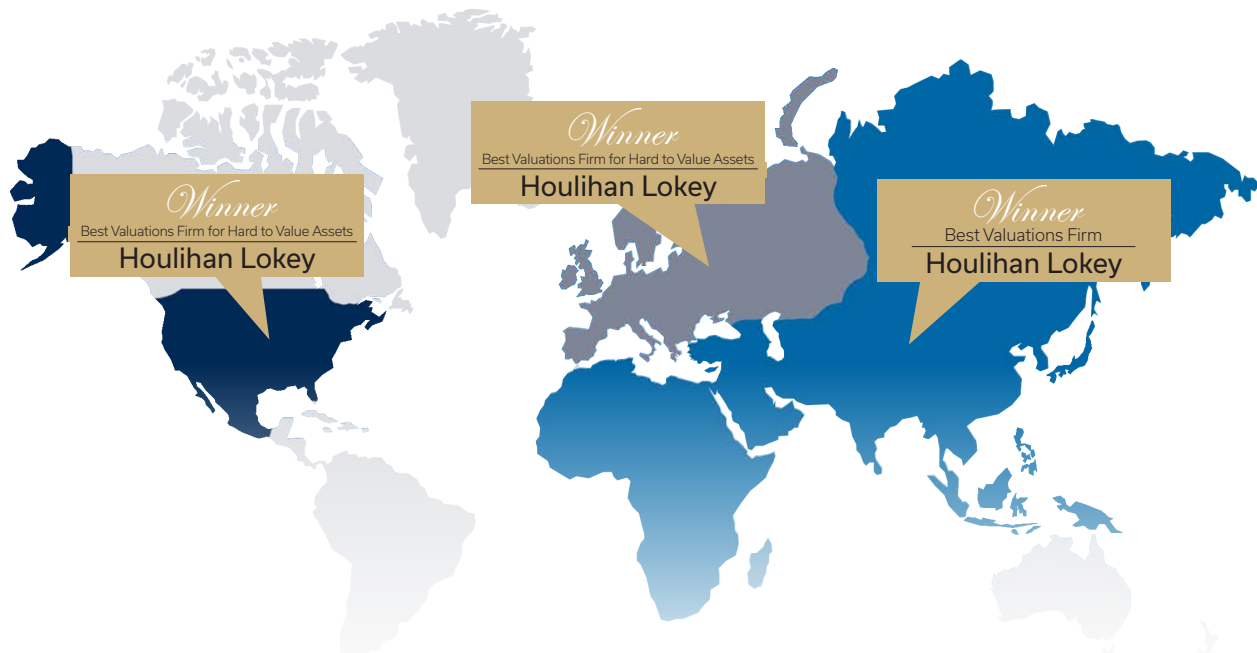 Winner
Best Valuations Firm for Hard to Value Assets
Houlihan Lokey
Winner
Best Valuations Firm for Hard to Value Assets
Houlihan Lokey
Winner
Best Valuations Firm
Houlihan Lokey